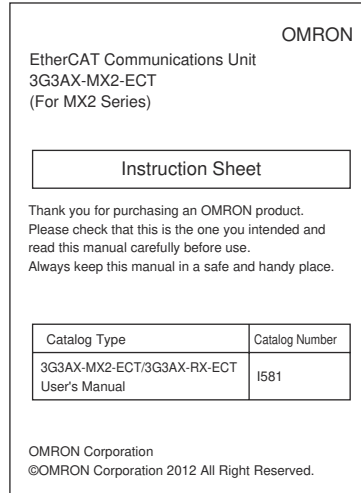 OMRON
EtherCAT Communications Unit
3G3AX-MX2-ECT
(For MX2 Series)
Instruction Sheet
Thank you for purchasing an OMRON product.
Please check that this is the one you intended and
read this manual carefully before use.
Always keep this manual in a safe and handy place.
Catalog Type Catalog Number
3G3AX-MX2-ECT/3G3AX-RX-ECT
User's Manual
I581
OMRON Corporation
©OMRON Corporation 2012 All Right Reserved.